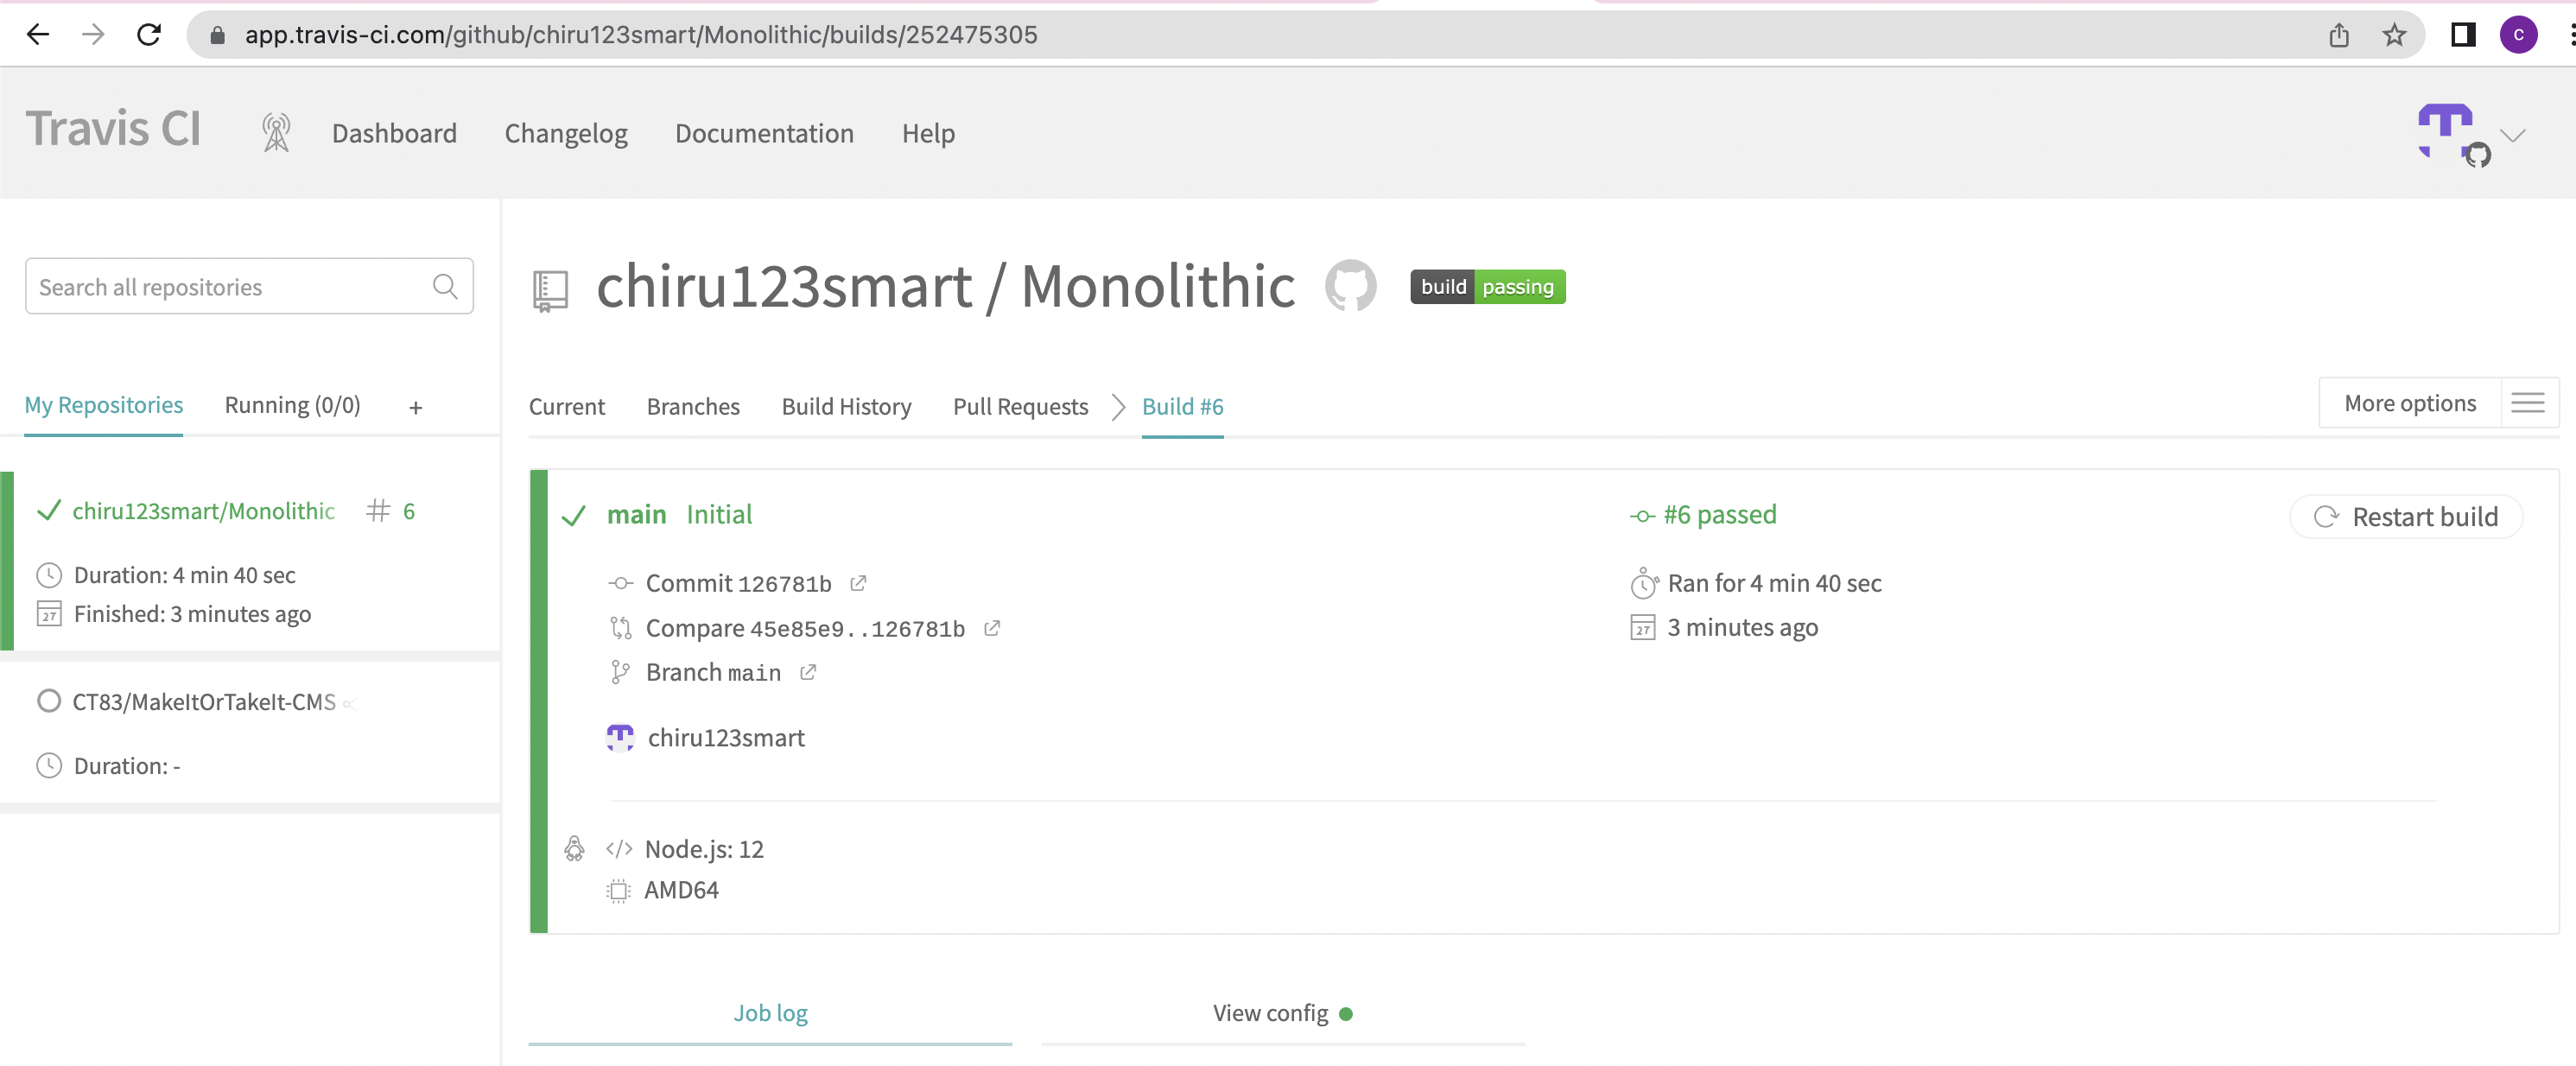 app.travis-ci.com/github/chiru123smart/Monolithic/builds/252475305
C
Travis CI
Dashboard
Changelog
Documentation
Help
Search all repositories
My Repositories
Running (0/0)
+
chiru123smart/Monolithic # 6
Duration: 4 min 40 sec
27 Finished: 3 minutes ago
CT83/MakeItOrTakeIt-CMS
Duration: -
chiru123smart / Monolithic
build passing
Current
Branches
Build History
Pull Requests
Build #6
More options
main Initial
Commit 126781b
Compare 45e85e9..126781b
Branch main
chiru123smart
#6 passed
Ran for 4 min 40 sec
27 3 minutes ago
Restart build
</> Node.js: 12
AMD64
Job log
View config